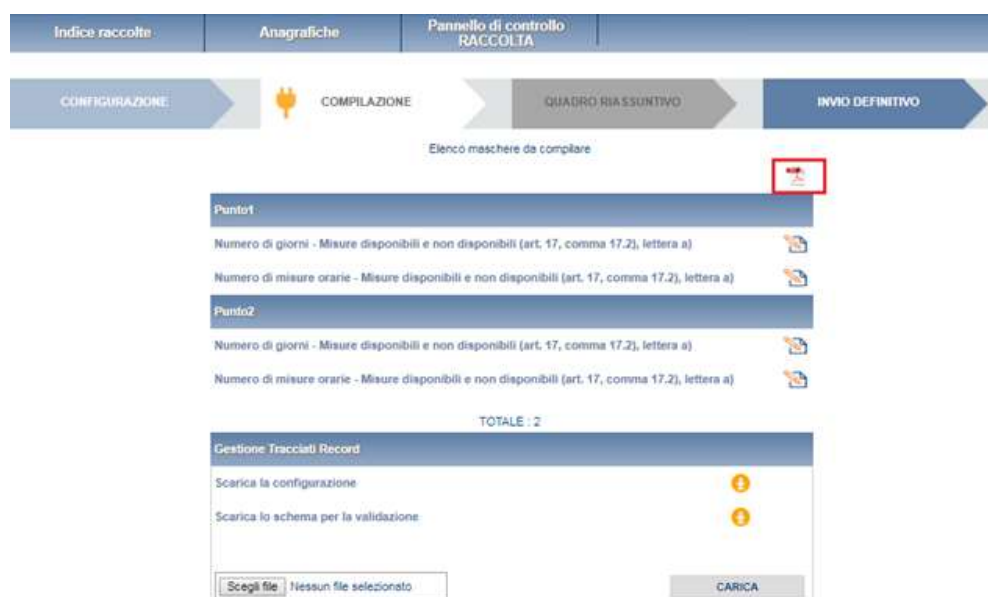 Indice raccolte
Anagrafiche
Pannello di controllo
RACCOLTA
CONFIGURAZIONE
COMPILAZIONE
QUADRO RIASSUNTIVO
INVIO DEFINITIVO
Elenco maschere da compilare
Punto1
Numero di giorni - Misure disponibili e non disponibili (art. 17, comma 17.2), lettera a)
Numero di misure orarie - Misure disponibili e non disponibili (art. 17, comma 17.2), lettera a)
Punto2
Numero di giorni - Misure disponibili e non disponibili (art. 17, comma 17.2), lettera a)
Numero di misure orarie - Misure disponibili e non disponibili (art. 17, comma 17.2), lettera a)
TOTALE : 2
Gestione Tracciati Record
Scarica la configurazione
Scarica lo schema per la validazione
Scegli file Nessun file selezionato
CARICA